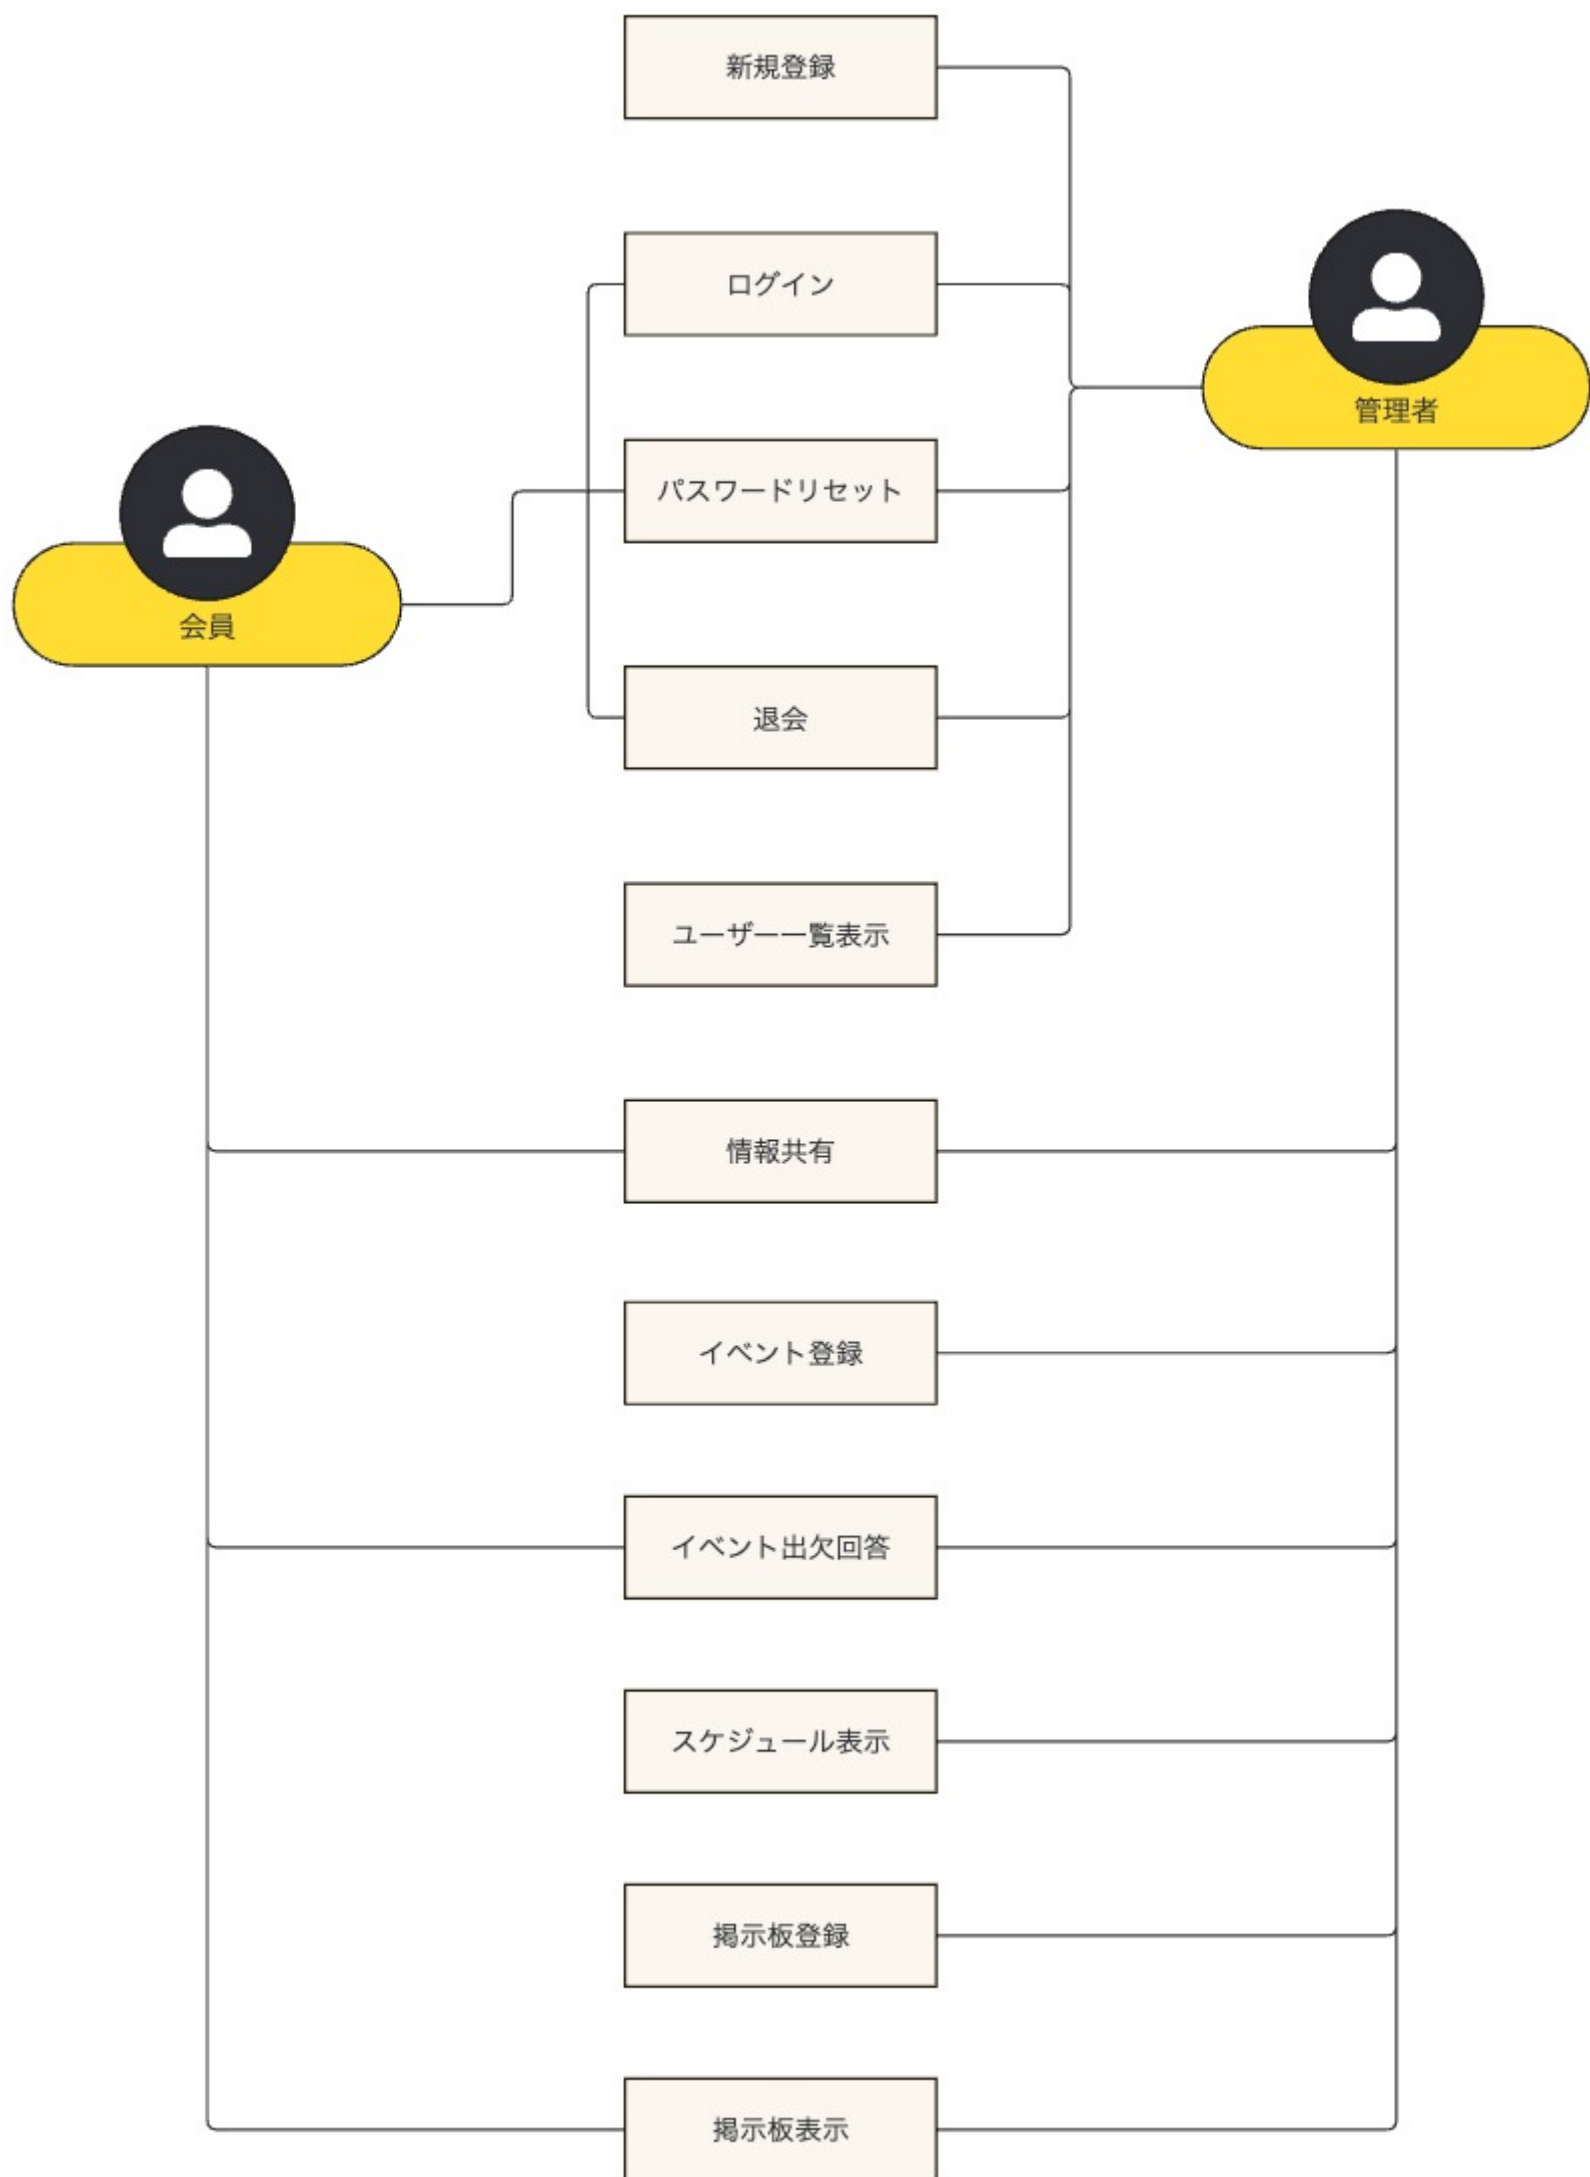 新規登録
ログイン
管理者
パスワードリセット
会員
退会
ユーザー一覧表示
情報共有
イベント登録
イベント出欠回答
スケジュール表示
掲示板登録
掲示板表示